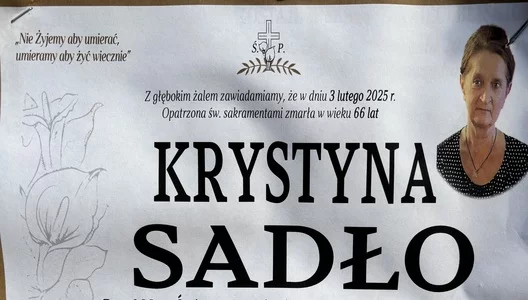 „Nie Żyjemy aby umierać,
umieramy aby żyć wiecznie”
Ś. P.
Z głębokim żalem zawiadamiamy, że w dniu 3 lutego 2025 r.
Opatrzona św. sakramentami zmarła w wieku 66 lat
KRYSTYNA
SADŁO